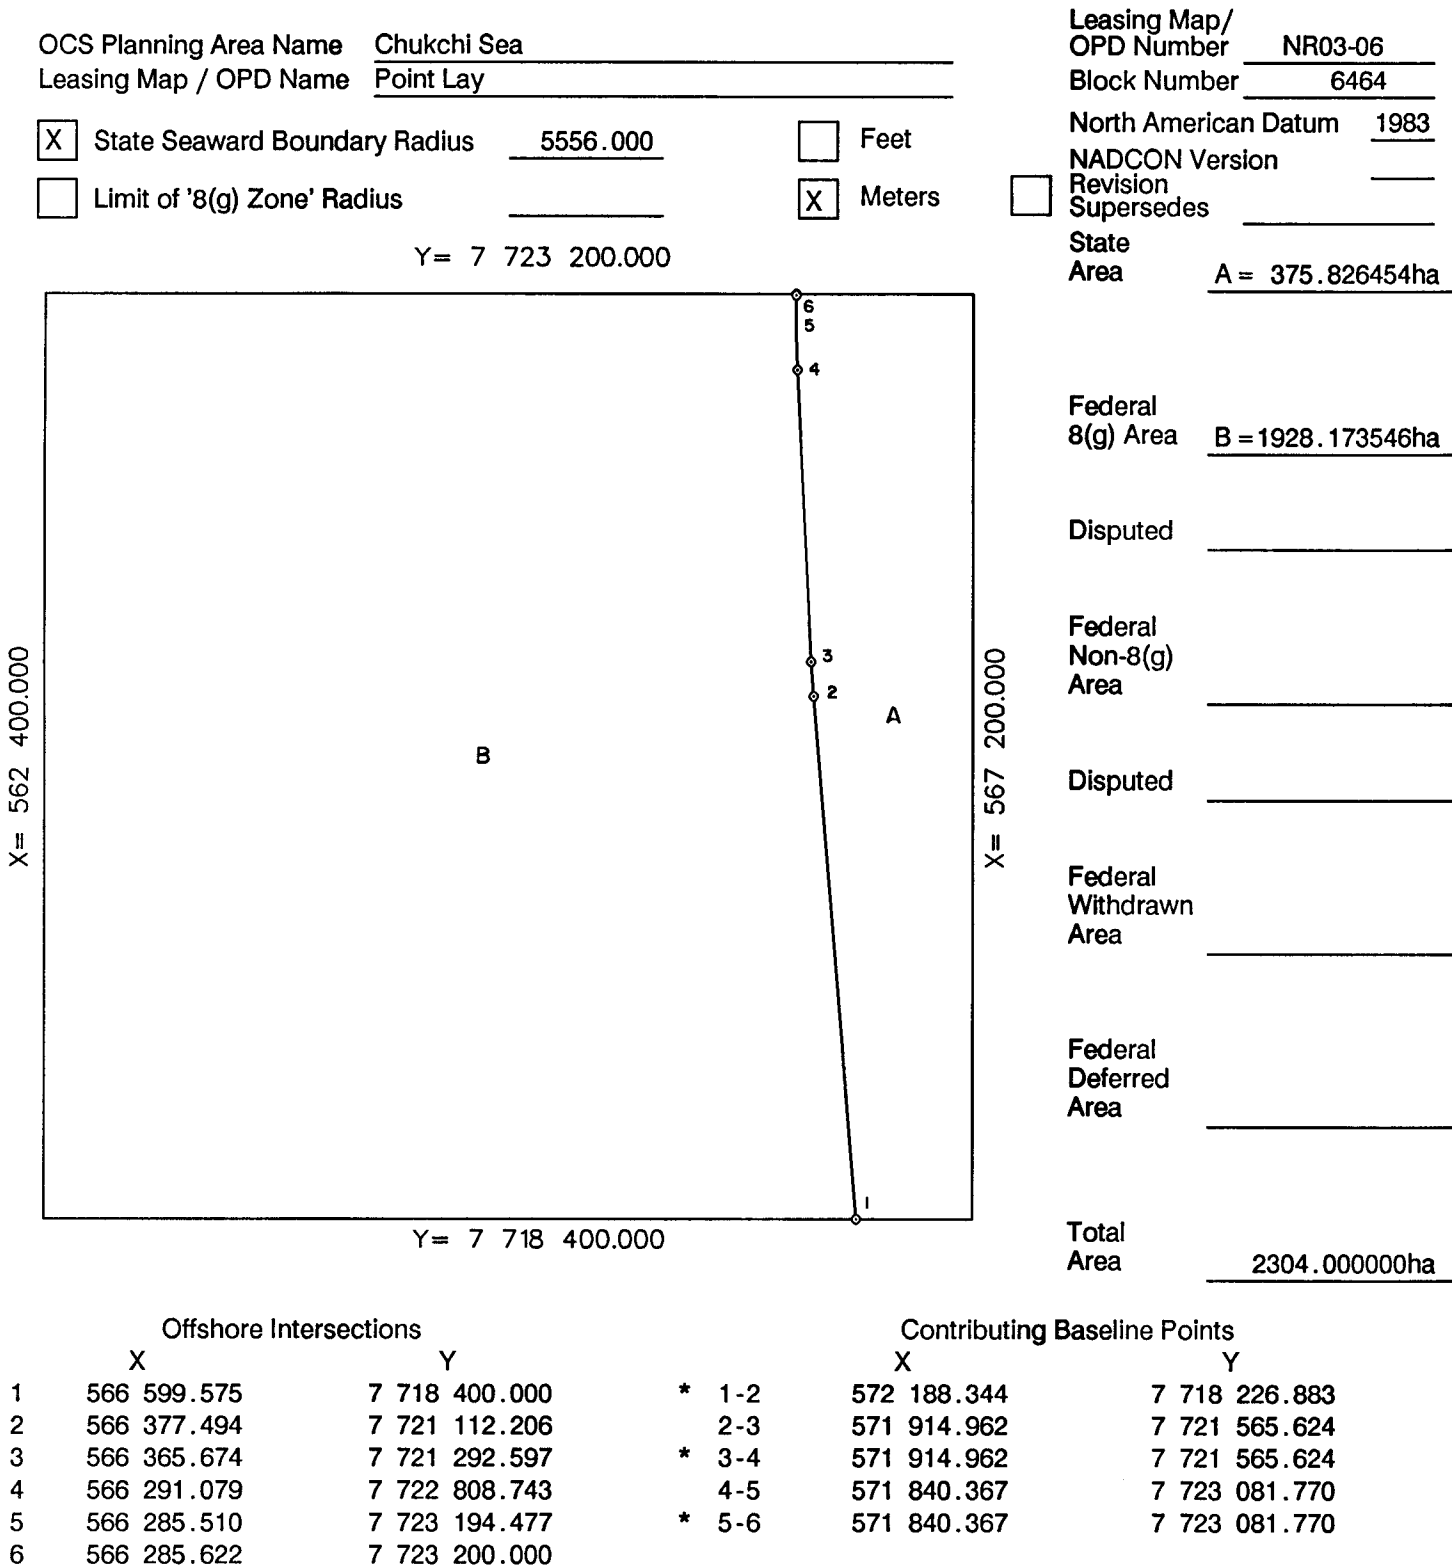 OCS Planning Area Name Chukchi Sea
Leasing Map / OPD Name Point Lay
X State Seaward Boundary Radius 5556.000
Limit of '8(g) Zone' Radius
Feet
X Meters
Leasing Map/
OPD Number NR03-06
Block Number 6464
North American Datum 1983
NADCON Version
Revision
Supersedes
State
Area A = 375.826454ha
Federal
8(g) Area B =1928.173546ha
Disputed
Federal
Non-8(g)
Area
Disputed
Federal
Withdrawn
Area
Federal
Deferred
Area
Total
Area 2304.000000ha
Y= 7 723 200.000
6
5
4
3
2
A
B
1
X= 562 400.000
X= 567 200.000
Y= 7 718 400.000
Offshore Intersections
X Y
1 566 599.575 7 718 400.000
2 566 377.494 7 721 112.206
3 566 365.674 7 721 292.597
4 566 291.079 7 722 808.743
5 566 285.510 7 723 194.477
6 566 285.622 7 723 200.000
Contributing Baseline Points
X Y
* 1-2 572 188.344 7 718 226.883
2-3 571 914.962 7 721 565.624
* 3-4 571 914.962 7 721 565.624
4-5 571 840.367 7 723 081.770
* 5-6 571 840.367 7 723 081.770